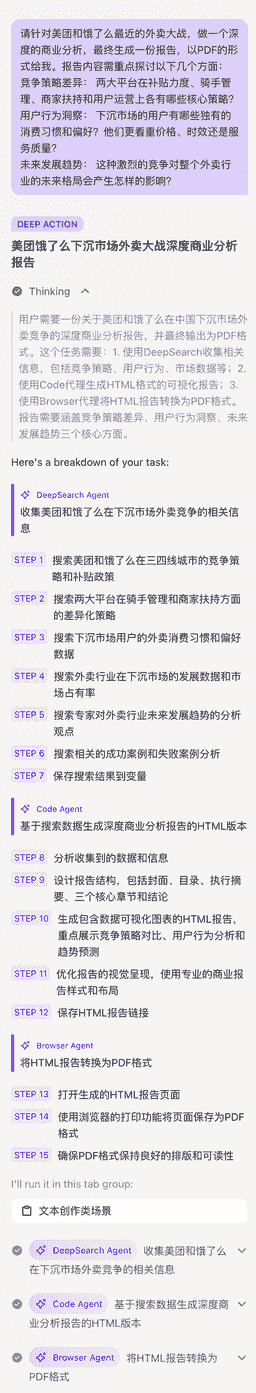 请针对美团和饿了么最近的外卖大战，做一个深
度的商业分析，最终生成一份报告，以PDF的形
式给我。报告内容需重点探讨以下几个方面：
竞争策略差异： 两大平台在补贴力度、骑手管
理、商家扶持和用户运营上各有哪些核心策略？
用户行为洞察： 下沉市场的用户有哪些独有的
消费习惯和偏好？他们更看重价格、时效还是服
务质量？
未来发展趋势： 这种激烈的竞争对整个外卖行
业的未来格局会产生怎样的影响？
DEEP ACTION
美团饿了么下沉市场外卖大战深度商业分析
报告
Thinking
用户需要一份关于美团和饿了么在中国下沉市场外
卖竞争的深度商业分析报告，并最终输出为PDF格
式。这个任务需要：1. 使用DeepSearch收集相关
信息，包括竞争策略、用户行为、市场数据等；2.
使用Code代理生成HTML格式的可视化报告；3.
使用Browser代理将HTML报告转换为PDF格式。
报告需要涵盖竞争策略差异、用户行为洞察、未来
发展趋势三个核心方面。
Here's a breakdown of your task:
DeepSearch Agent
收集美团和饿了么在下沉市场外卖竞争的相关信
息
STEP 1 搜索美团和饿了么在三四线城市的竞争策
略和补贴政策
STEP 2 搜索两大平台在骑手管理和商家扶持方面
的差异化策略
STEP 3 搜索下沉市场用户的外卖消费习惯和偏好
数据
STEP 4 搜索外卖行业在下沉市场的发展数据和市
场占有率
STEP 5 搜索专家对外卖行业未来发展趋势的分析
观点
STEP 6 搜索相关的成功案例和失败案例分析
STEP 7 保存搜索结果到变量
Code Agent
基于搜索数据生成深度商业分析报告的HTML版本
STEP 8 分析收集到的数据和信息
STEP 9 设计报告结构，包括封面、目录、执行摘
要、三个核心章节和结论
STEP 10 生成包含数据可视化图表的HTML报告，
重点展示竞争策略对比、用户行为分析和
趋势预测
STEP 11 优化报告的视觉呈现，使用专业的商业报
告样式和布局
STEP 12 保存HTML报告链接
Browser Agent
将HTML报告转换为PDF格式
STEP 13 打开生成的HTML报告页面
STEP 14 使用浏览器的打印功能将页面保存为PDF
格式
STEP 15 确保PDF格式保持良好的排版和可读性
I'll run it in this tab group:
文本创作类场景
DeepSearch Agent 收集美团和饿了么
在下沉市场外卖竞争的相关信息
Code Agent 基于搜索数据生成深度商
业分析报告的HTML版本
Browser Agent 将HTML报告转换为
PDF格式